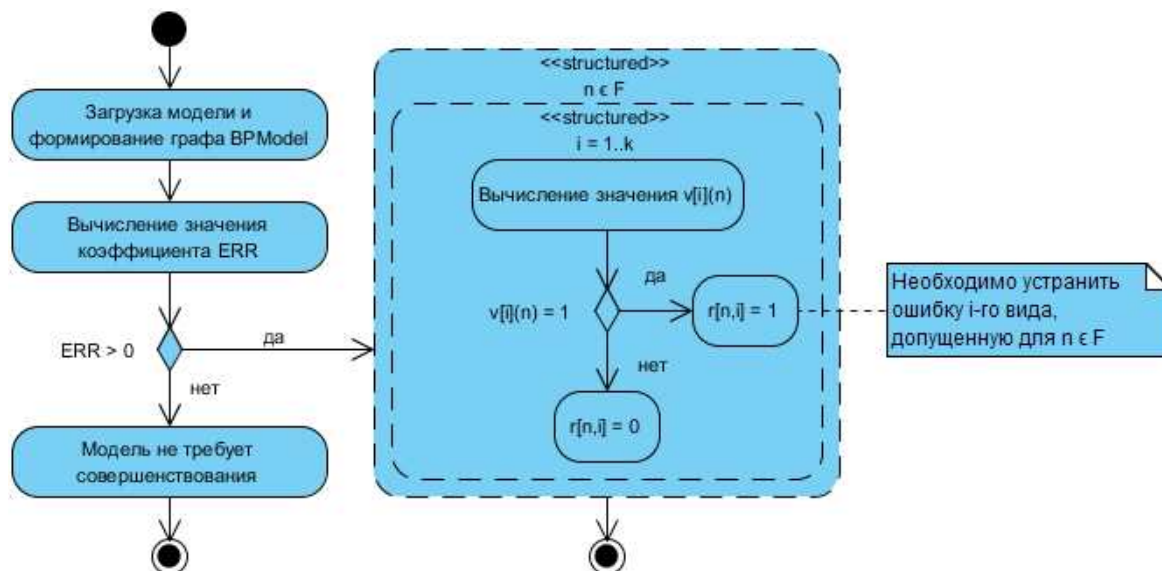 Загрузка модели и
формирование графа BPModel
Вычисление значения
коэффициента ERR
ERR > 0
да
нет
Модель не требует
совершенствования
<<structured>>
n ϵ F
<<structured>>
i = 1..k
Вычисление значения v[i](n)
v[i](n) = 1
да
r[n,i] = 1
нет
r[n,i] = 0
Необходимо устранить
ошибку i-го вида,
допущенную для n ϵ F